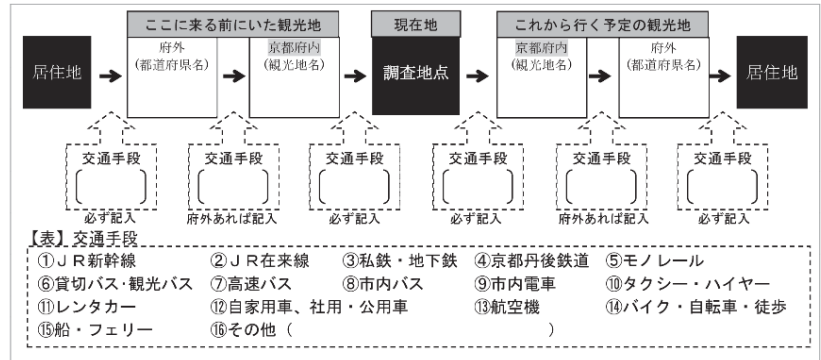 ここに来る前にいた観光地 現在地 これから行く予定の観光地
居住地 府外 京都府内 調査地点 京都府内 府外 居住地
(都道府県名) (観光地名) (観光地名) (都道府県名)
交通手段 交通手段 交通手段 交通手段 交通手段 交通手段
必ず記入 府外あれば記入 必ず記入 必ず記入 府外あれば記入 必ず記入
【表】交通手段
①ＪＲ新幹線 ②ＪＲ在来線 ③私鉄・地下鉄 ④京都丹後鉄道 ⑤モノレール
⑥貸切バス・観光バス ⑦高速バス ⑧市内バス ⑨市内電車 ⑩タクシー・ハイヤー
⑪レンタカー ⑫自家用車、社用・公用車 ⑬航空機 ⑭バイク・自転車・徒歩
⑮船・フェリー ⑯その他（ ）